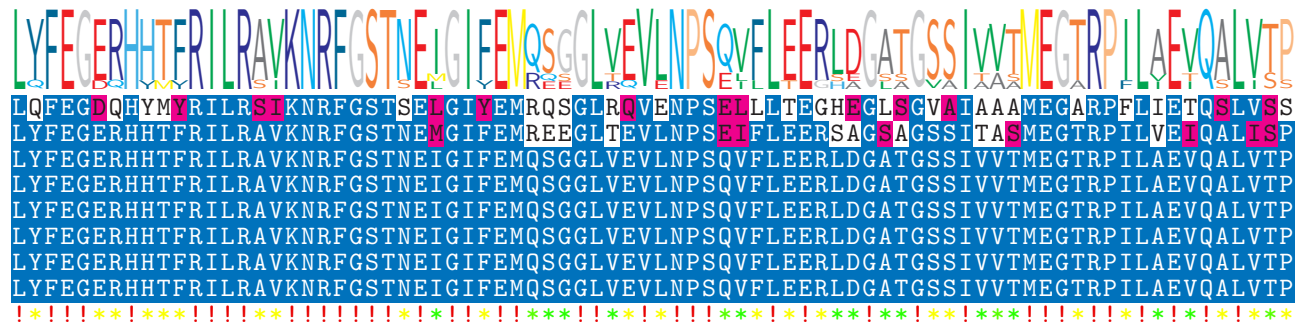 LYFEGERHHTFRILRAVKNRFGSTNEIGIFEMQSGGLVEVLNPSQVFLEERLDGATGSSIVVTMEGTRPILAEVQALVTP
LQFEGDQHYMYRILRSIKNRFGSTSELGIYEMRQSGLRQVENPSELLLTEGHEGLSGVAIAAAMEGARPFLIETQSLVSS
LYFEGERHHTFRILRAVKNRFGSTNEMGIFEMREEGLTEVLNPSEIFLEERSAGSAGSSITASMEGTRPILVEIQALISP
LYFEGERHHTFRILRAVKNRFGSTNEIGIFEMQSGGLVEVLNPSQVFLEERLDGATGSSIVVTMEGTRPILAEVQALVTP
LYFEGERHHTFRILRAVKNRFGSTNEIGIFEMQSGGLVEVLNPSQVFLEERLDGATGSSIVVTMEGTRPILAEVQALVTP
LYFEGERHHTFRILRAVKNRFGSTNEIGIFEMQSGGLVEVLNPSQVFLEERLDGATGSSIVVTMEGTRPILAEVQALVTP
LYFEGERHHTFRILRAVKNRFGSTNEIGIFEMQSGGLVEVLNPSQVFLEERLDGATGSSIVVTMEGTRPILAEVQALVTP
LYFEGERHHTFRILRAVKNRFGSTNEIGIFEMQSGGLVEVLNPSQVFLEERLDGATGSSIVVTMEGTRPILAEVQALVTP
LYFEGERHHTFRILRAVKNRFGSTNEIGIFEMQSGGLVEVLNPSQVFLEERLDGATGSSIVVTMEGTRPILAEVQALVTP
!*!!!**!***!!!!**!!!!!!!*!*!!*!!***!!**!*!!!***!*!***!**!**!***!!!*!!*!*!*!*!***